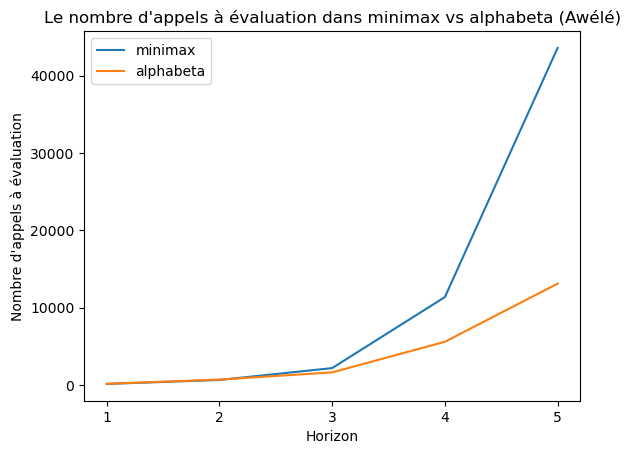 Le nombre d'appels à évaluation dans minimax vs alphabeta (Awélé)
minimax
alphabeta
Nombre d'appels à évaluation
40000
30000
20000
10000
0
1 2 3 4 5
Horizon